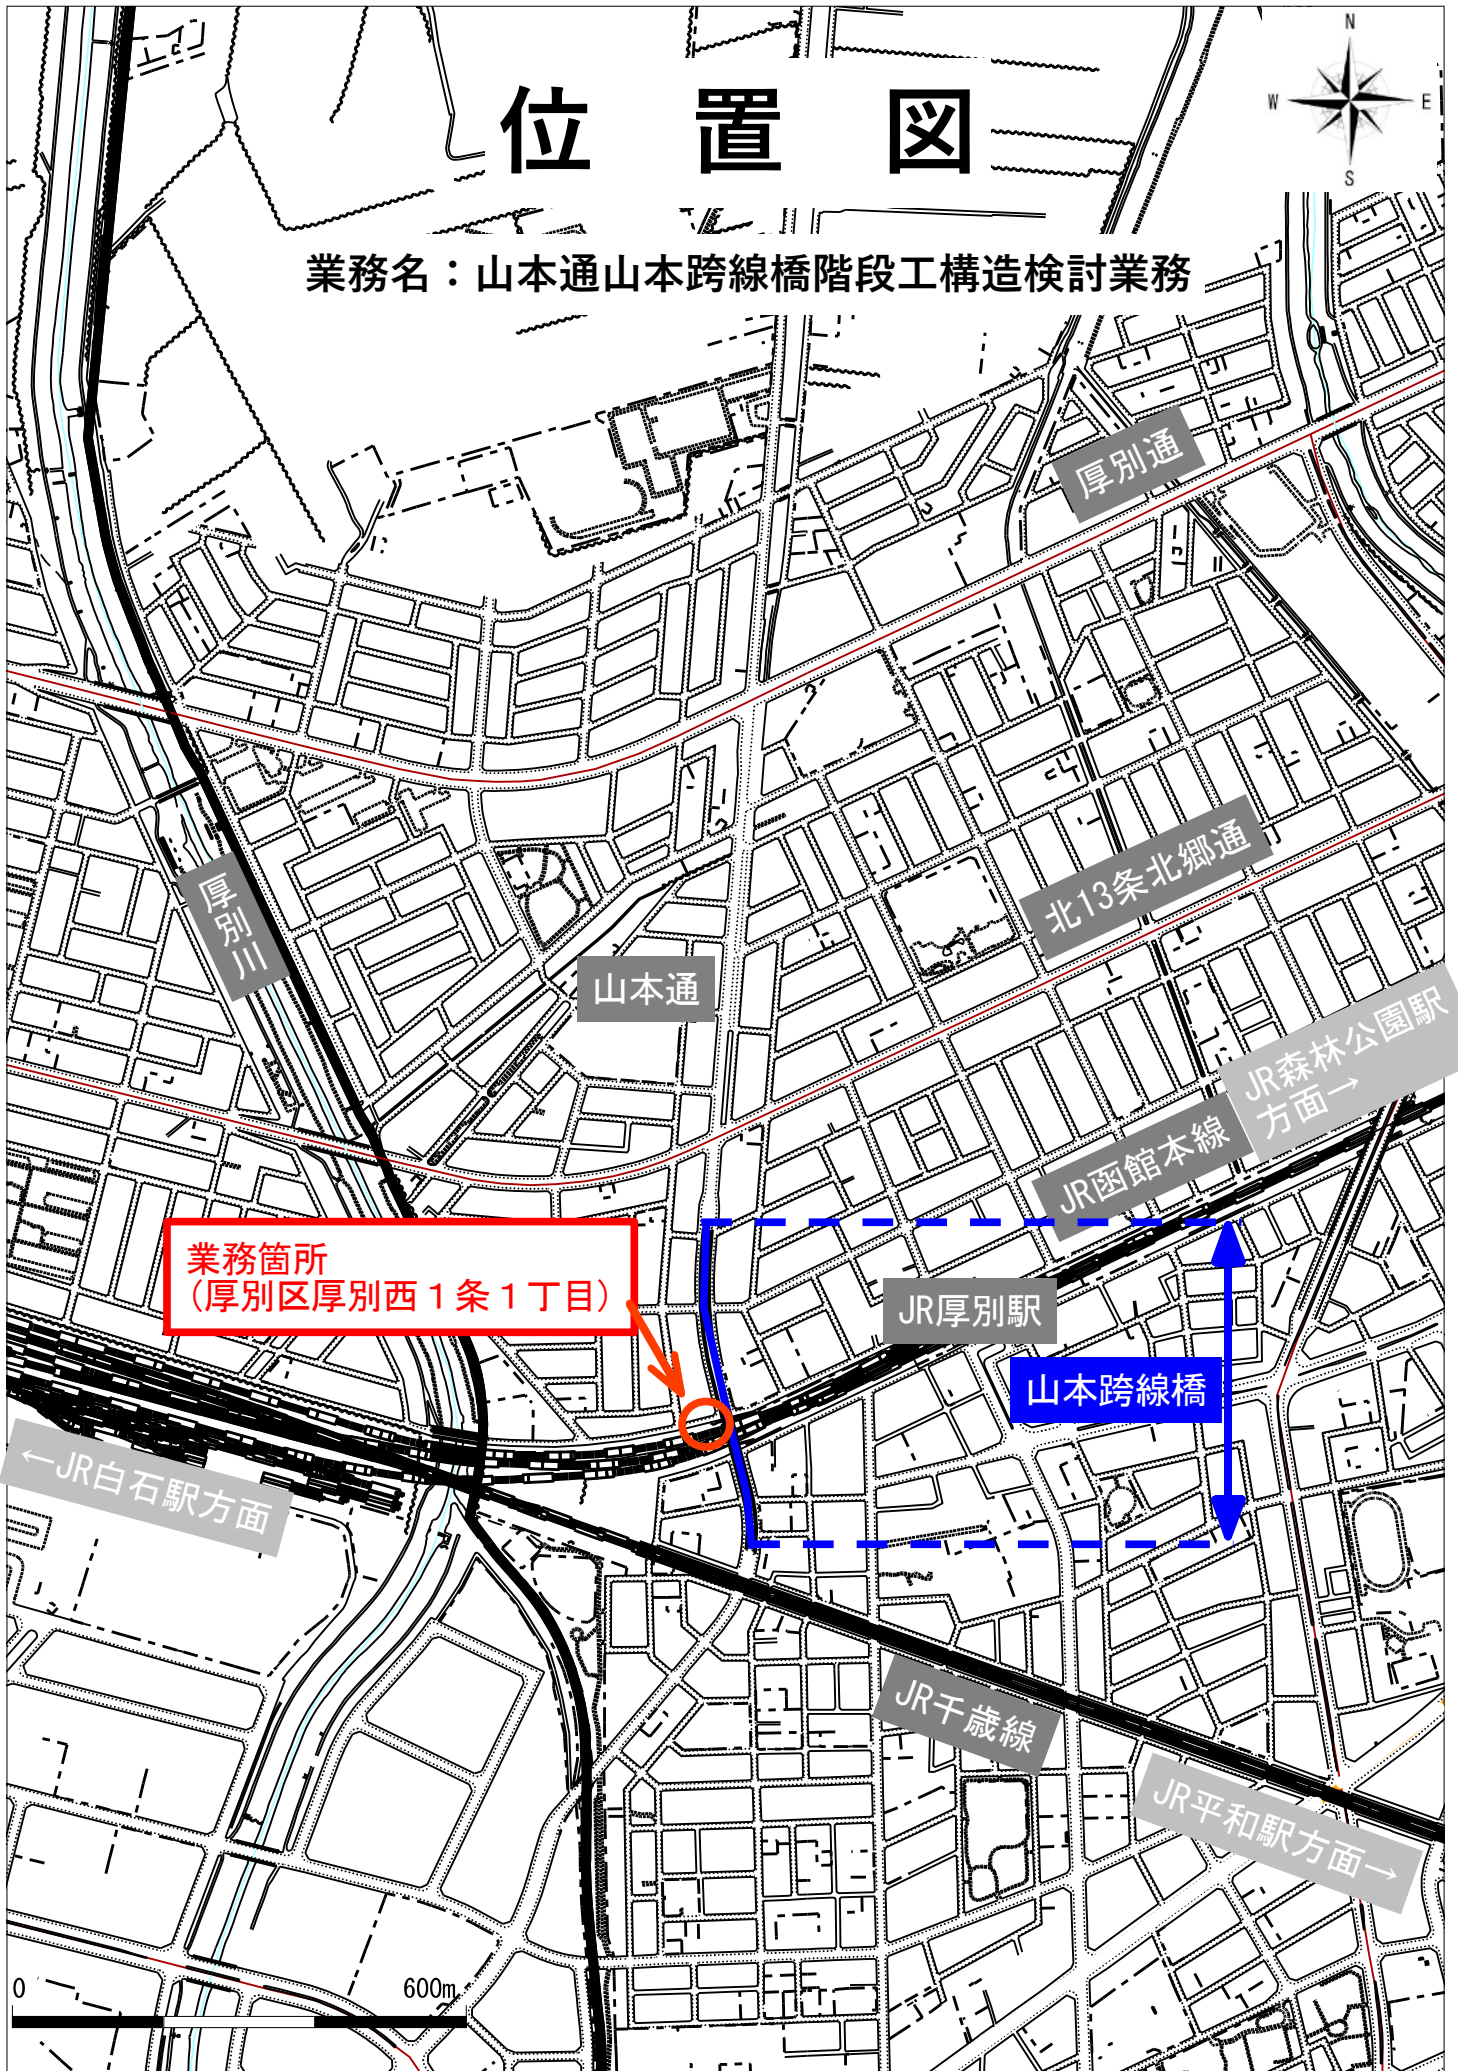 N
W
E
S
位置図
業務名：山本通山本跨線橋階段工構造検討業務
厚別通
北13条北郷通
厚別川
山本通
JR森林公園駅
方面→
JR函館本線
業務箇所
（厚別区厚別西１条１丁目）
JR厚別駅
山本跨線橋
←JR白石駅方面
JR千歳線
JR平和駅方面→
0
600m